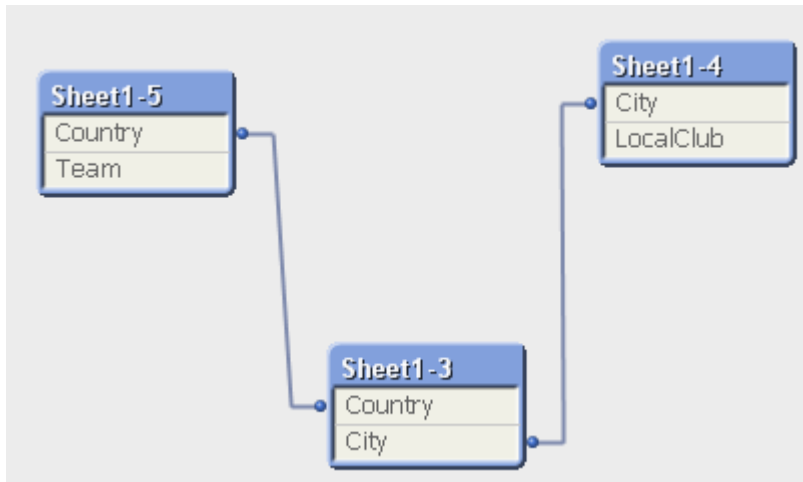 Sheet1-5
Country
Team
Sheet1-4
City
LocalClub
Sheet1-3
Country
City